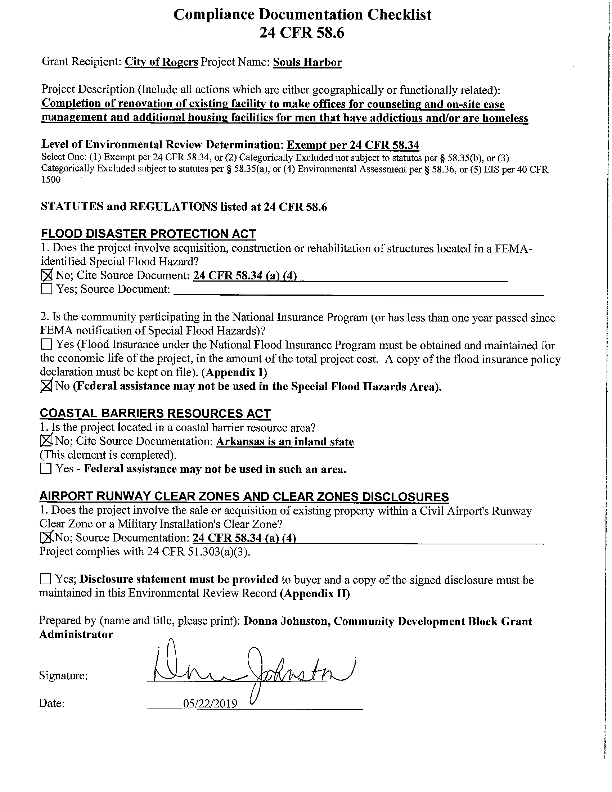 Compliance Documentation Checklist
24 CFR 58.6
Grant Recipient: City of Rogers Project Name: Souls Harbor
Project Description (Include all actions which are either geographically or functionally related):
Completion of renovation of existing facility to make offices for counseling and on-site case
management and additional housing facilities for men that have addictions and/or are homeless
Level of Environmental Review Determination: Exempt per 24 CFR 58.34
Select One: (1) Exempt per 24 CFR 58.34, or (2) Categorically Excluded not subject to statutes per § 58.35(b), or (3)
Categorically Excluded subject to statutes per § 58.35(a), or (4) Environmental Assessment per § 58.36, or (5) EIS per 40 CFR
1500
STATUTES and REGULATIONS listed at 24 CFR 58.6
FLOOD DISASTER PROTECTION ACT
1. Does the project involve acquisition, construction or rehabilitation of structures located in a FEMA-
identified Special Flood Hazard?
☒ No; Cite Source Document: 24 CFR 58.34 (a) (4)
☐ Yes; Source Document:
2. Is the community participating in the National Insurance Program (or has less than one year passed since
FEMA notification of Special Flood Hazards)?
☐ Yes (Flood Insurance under the National Flood Insurance Program must be obtained and maintained for
the economic life of the project, in the amount of the total project cost. A copy of the flood insurance policy
declaration must be kept on file). (Appendix I)
☒ No (Federal assistance may not be used in the Special Flood Hazards Area).
COASTAL BARRIERS RESOURCES ACT
1. Is the project located in a coastal barrier resource area?
☒ No; Cite Source Documentation: Arkansas is an inland state
(This element is completed).
☐ Yes - Federal assistance may not be used in such an area.
AIRPORT RUNWAY CLEAR ZONES AND CLEAR ZONES DISCLOSURES
1. Does the project involve the sale or acquisition of existing property within a Civil Airport's Runway
Clear Zone or a Military Installation's Clear Zone?
☒ No; Source Documentation: 24 CFR 58.34 (a) (4)
Project complies with 24 CFR 51.303(a)(3).
☐ Yes; Disclosure statement must be provided to buyer and a copy of the signed disclosure must be
maintained in this Environmental Review Record (Appendix II)
Prepared by (name and title, please print): Donna Johnston, Community Development Block Grant
Administrator
Signature: Donna Johnston
Date: 05/22/2019